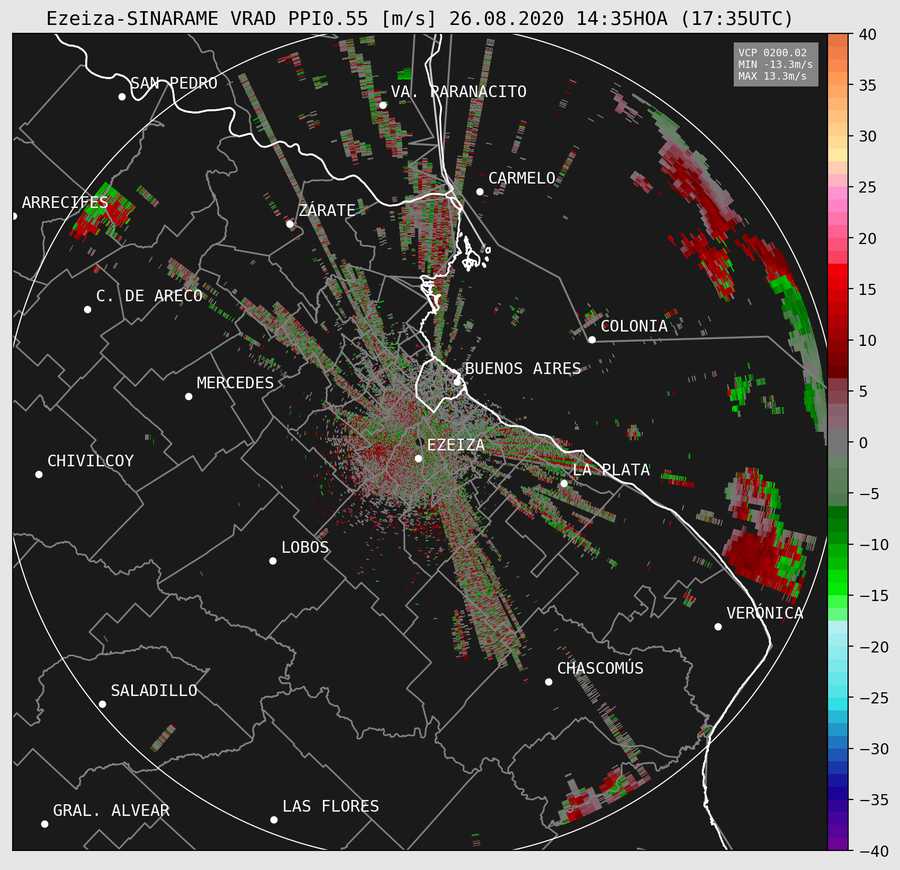 Ezeiza-SINARAME VRAD PPI0.55 [m/s] 26.08.2020 14:35HOA (17:35UTC)
VCP 0200.02
MIN -13.3m/s
MAX 13.3m/s
SAN PEDRO
VA. PARANACITO
CARMELO
ARRECIFES
ZÁRATE
C. DE ARECO
COLONIA
BUENOS AIRES
MERCEDES
EZEIZA
CHIVILCOY
LA PLATA
LOBOS
VERÓNICA
CHASCOMÚS
SALADILLO
GRAL. ALVEAR
LAS FLORES
40
35
30
25
20
15
10
5
0
−5
−10
−15
−20
−25
−30
−35
−40